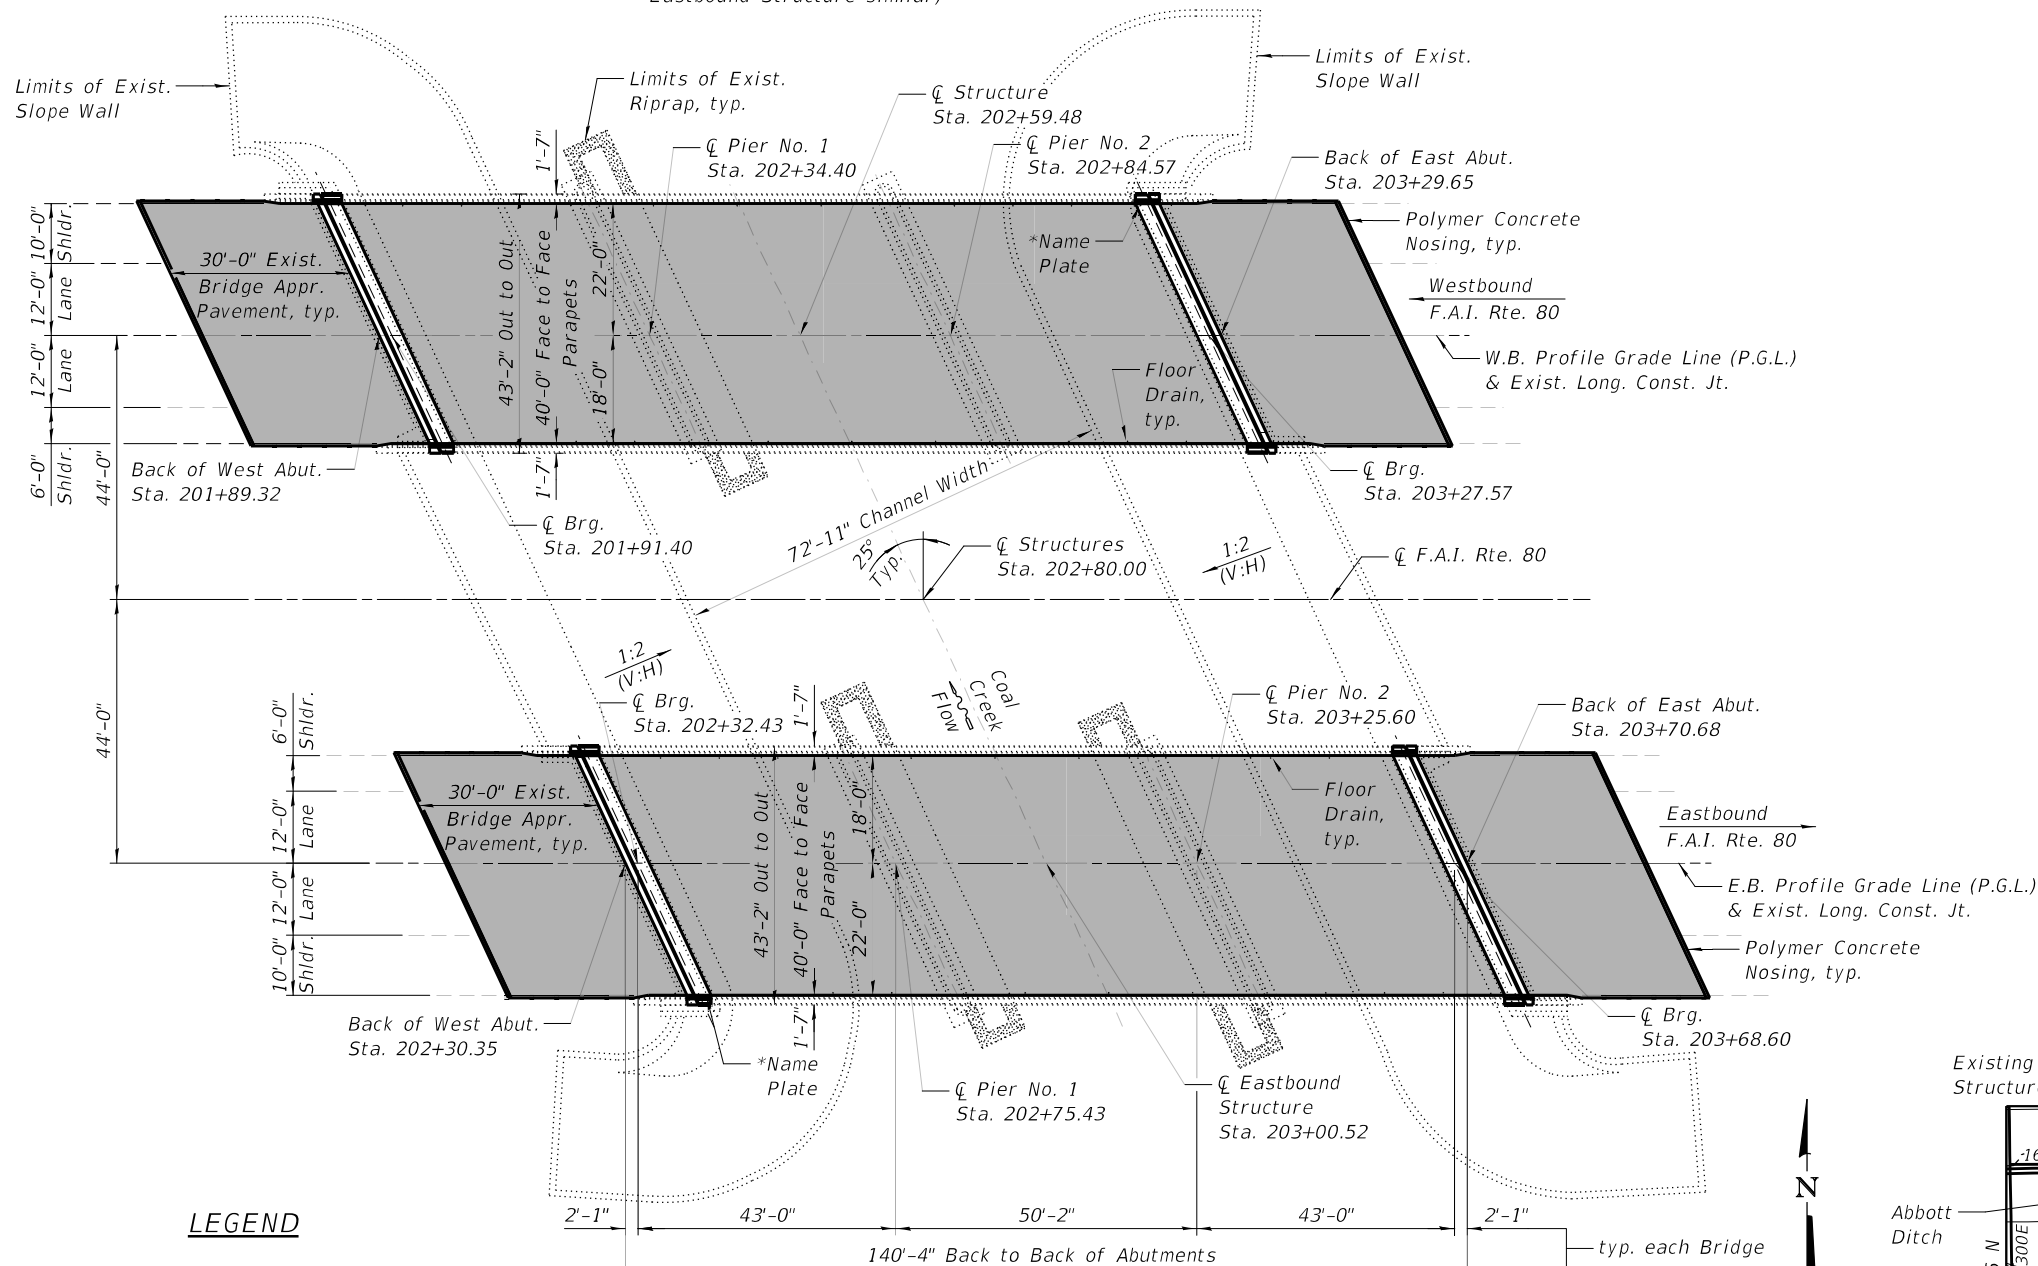 Limits of Exist.
Slope Wall
Limits of Exist.
Riprap, typ.
℄ Structure
Sta. 202+59.48
℄ Pier No. 1
Sta. 202+34.40
℄ Pier No. 2
Sta. 202+84.57
Limits of Exist.
Slope Wall
Back of East Abut.
Sta. 203+29.65
Polymer Concrete
Nosing, typ.
*Name
Plate
Westbound
F.A.I. Rte. 80
W.B. Profile Grade Line (P.G.L.)
& Exist. Long. Const. Jt.
10'-0"
Shldr.
12'-0"
Lane
12'-0"
Lane
6'-0"
Shldr.
44'-0"
30'-0" Exist.
Bridge Appr.
Pavement, typ.
1'-7"
43'-2" Out to Out
40'-0" Face to Face
Parapets
22'-0"
18'-0"
1'-7"
Floor
Drain,
typ.
Back of West Abut.
Sta. 201+89.32
℄ Brg.
Sta. 201+91.40
℄ Brg.
Sta. 203+27.57
72'-11" Channel Width
25°
Typ.
℄ Structures
Sta. 202+80.00
1:2
(V:H)
℄ F.A.I. Rte. 80
1:2
(V:H)
44'-0"
6'-0"
Shldr.
12'-0"
Lane
12'-0"
Lane
10'-0"
Shldr.
℄ Brg.
Sta. 202+32.43
1'-7"
Coal
Creek
Flow
℄ Pier No. 2
Sta. 203+25.60
Back of East Abut.
Sta. 203+70.68
30'-0" Exist.
Bridge Appr.
Pavement, typ.
43'-2" Out to Out
40'-0" Face to Face
Parapets
18'-0"
22'-0"
1'-7"
Floor
Drain,
typ.
Eastbound
F.A.I. Rte. 80
E.B. Profile Grade Line (P.G.L.)
& Exist. Long. Const. Jt.
Polymer Concrete
Nosing, typ.
Back of West Abut.
Sta. 202+30.35
*Name
Plate
℄ Pier No. 1
Sta. 202+75.43
℄ Eastbound
Structure
Sta. 203+00.52
℄ Brg.
Sta. 203+68.60
Existing
Structur
N
Abbott
Ditch
300E
LEGEND
2'-1"
43'-0"
50'-2"
43'-0"
2'-1"
140'-4" Back to Back of Abutments
typ. each Bridge